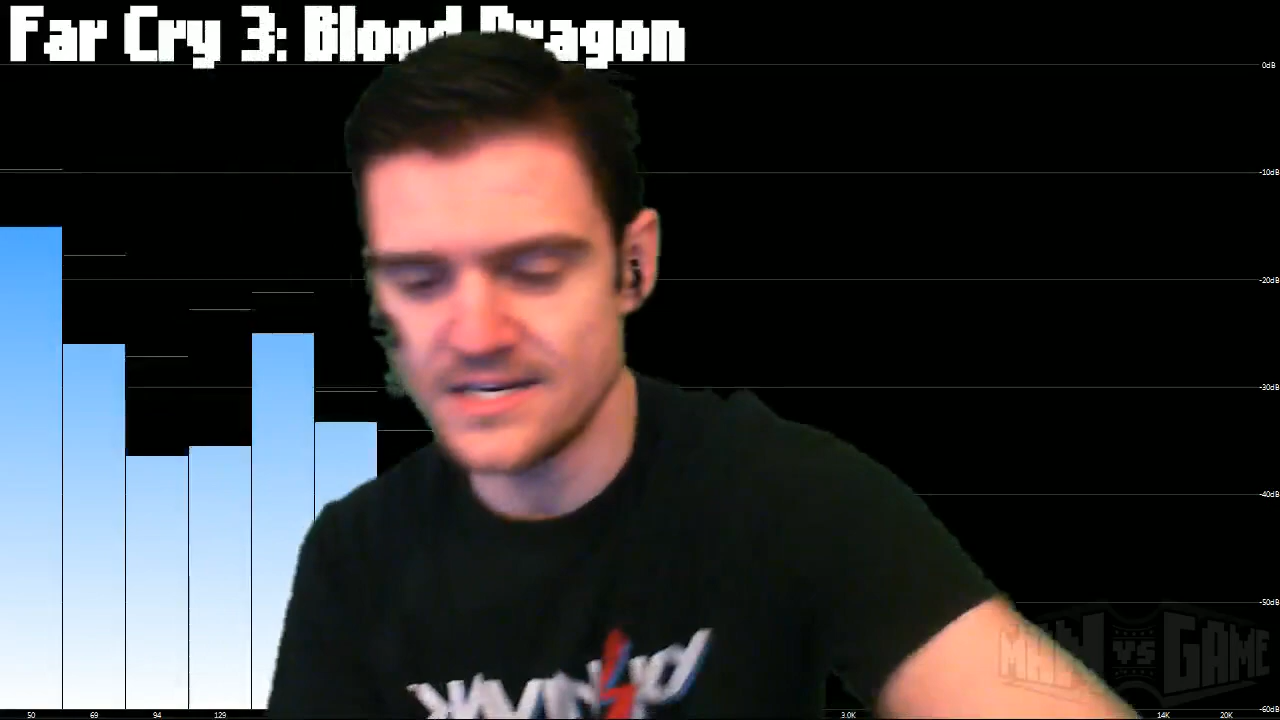 Far Cry 3: Blood Dragon
0dB
-10dB
-20dB
-30dB
-40dB
-50dB
MAN VS GAME
-60dB
50 69 94 129 3.0K 14K 20K